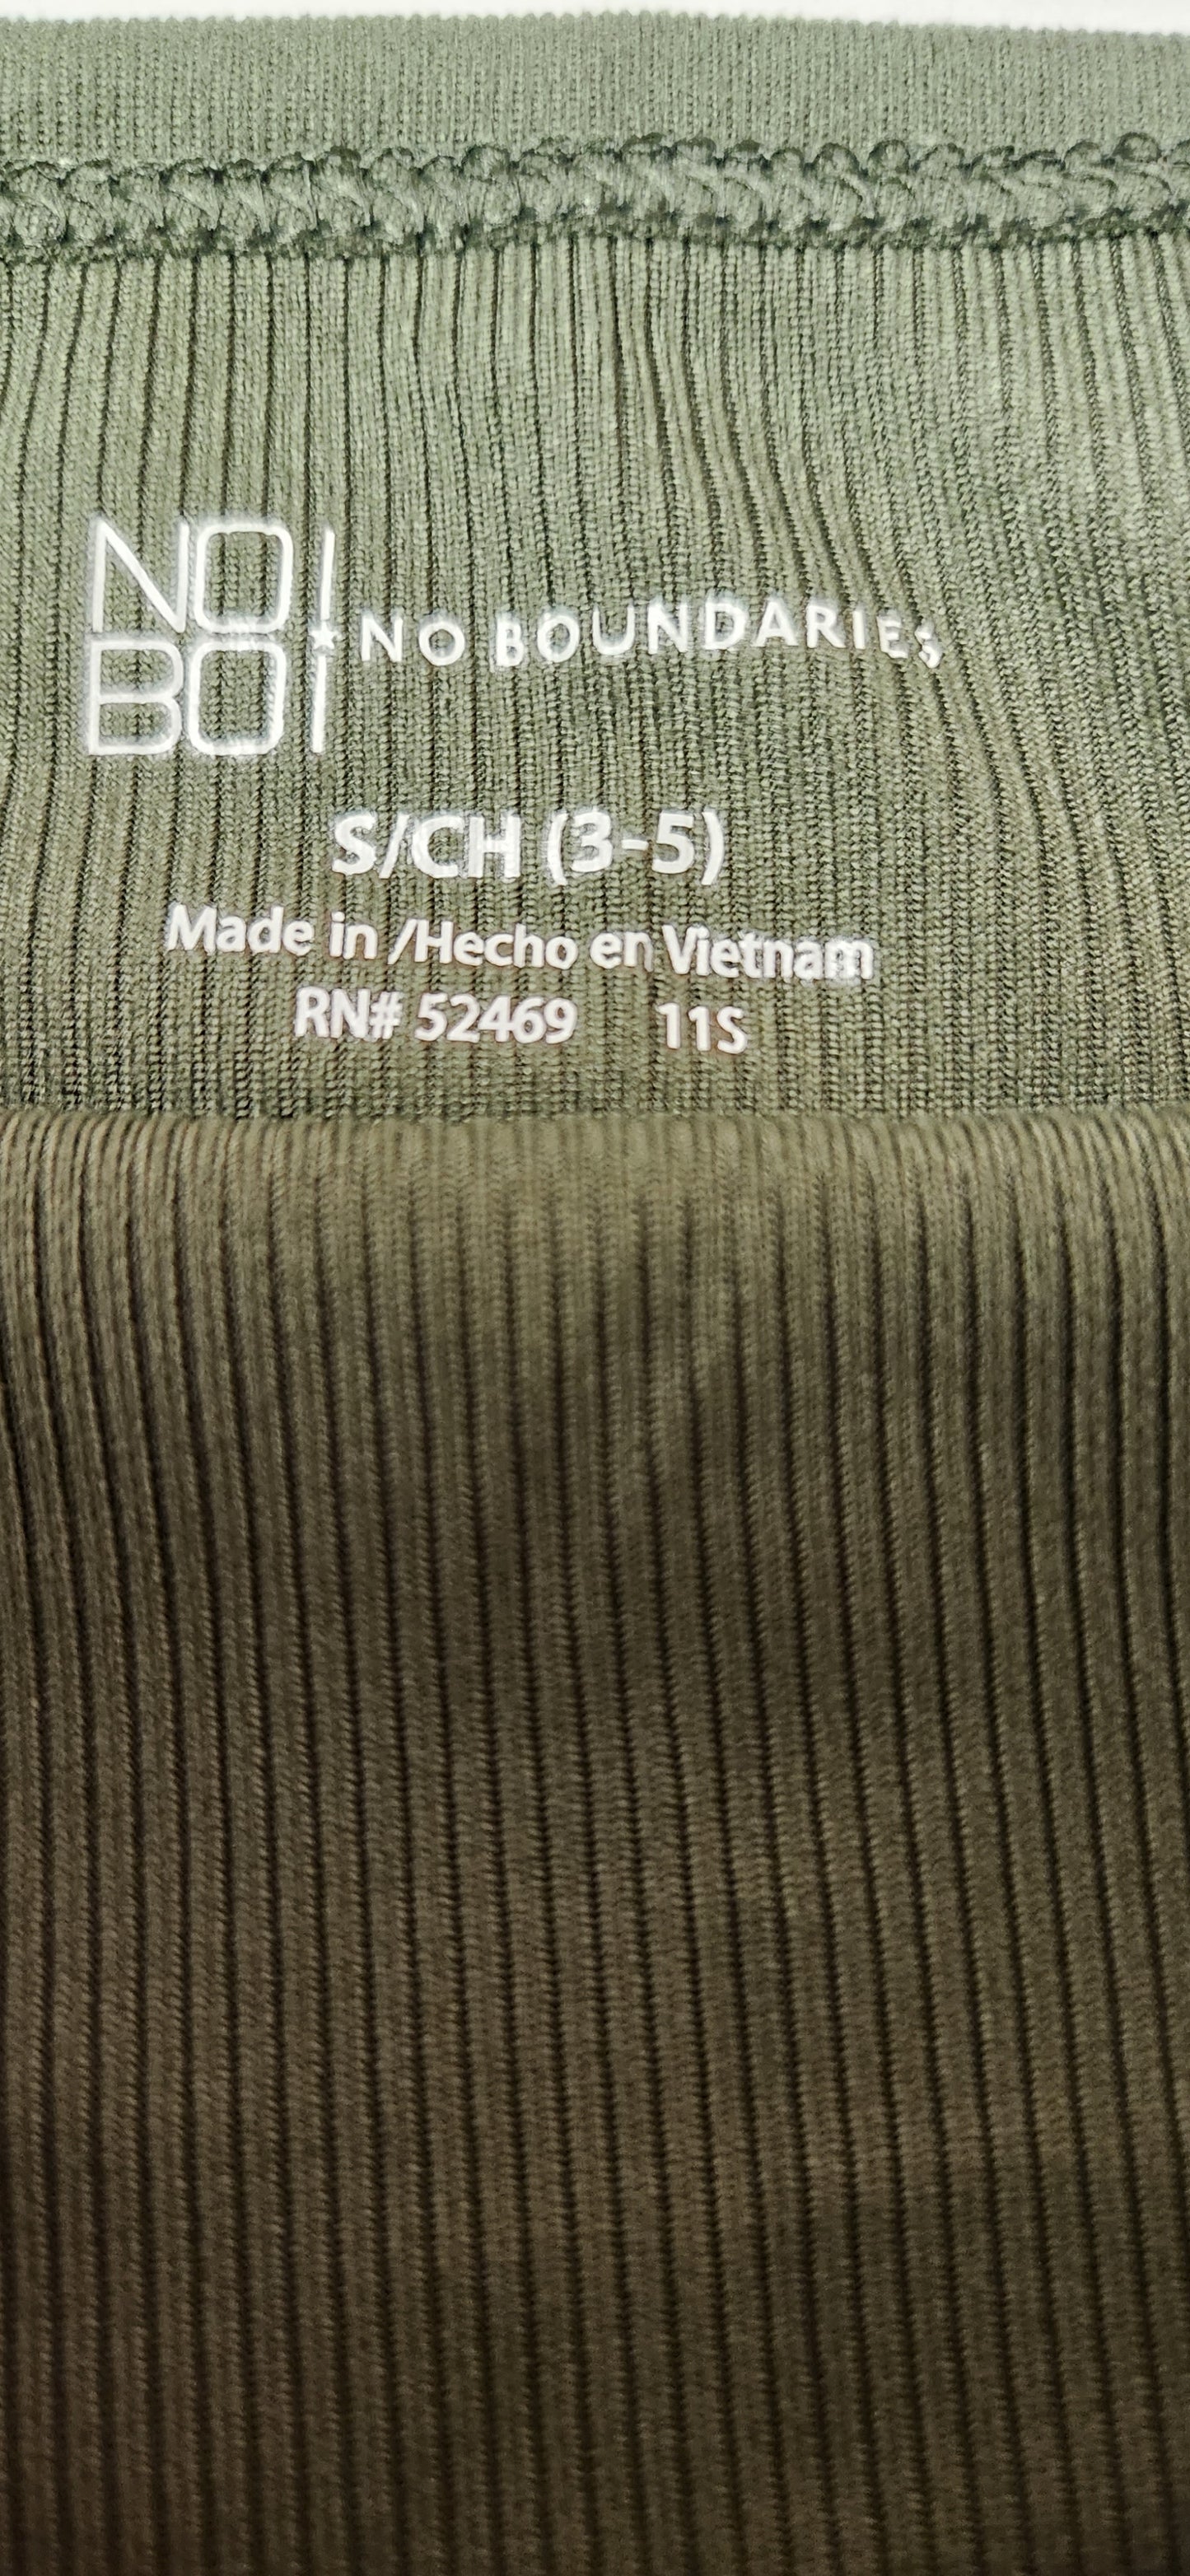 NO
BO
NO BOUNDARIES
S/CH (3-5)
Made in /Hecho en Vietnam
RN# 52469 11S